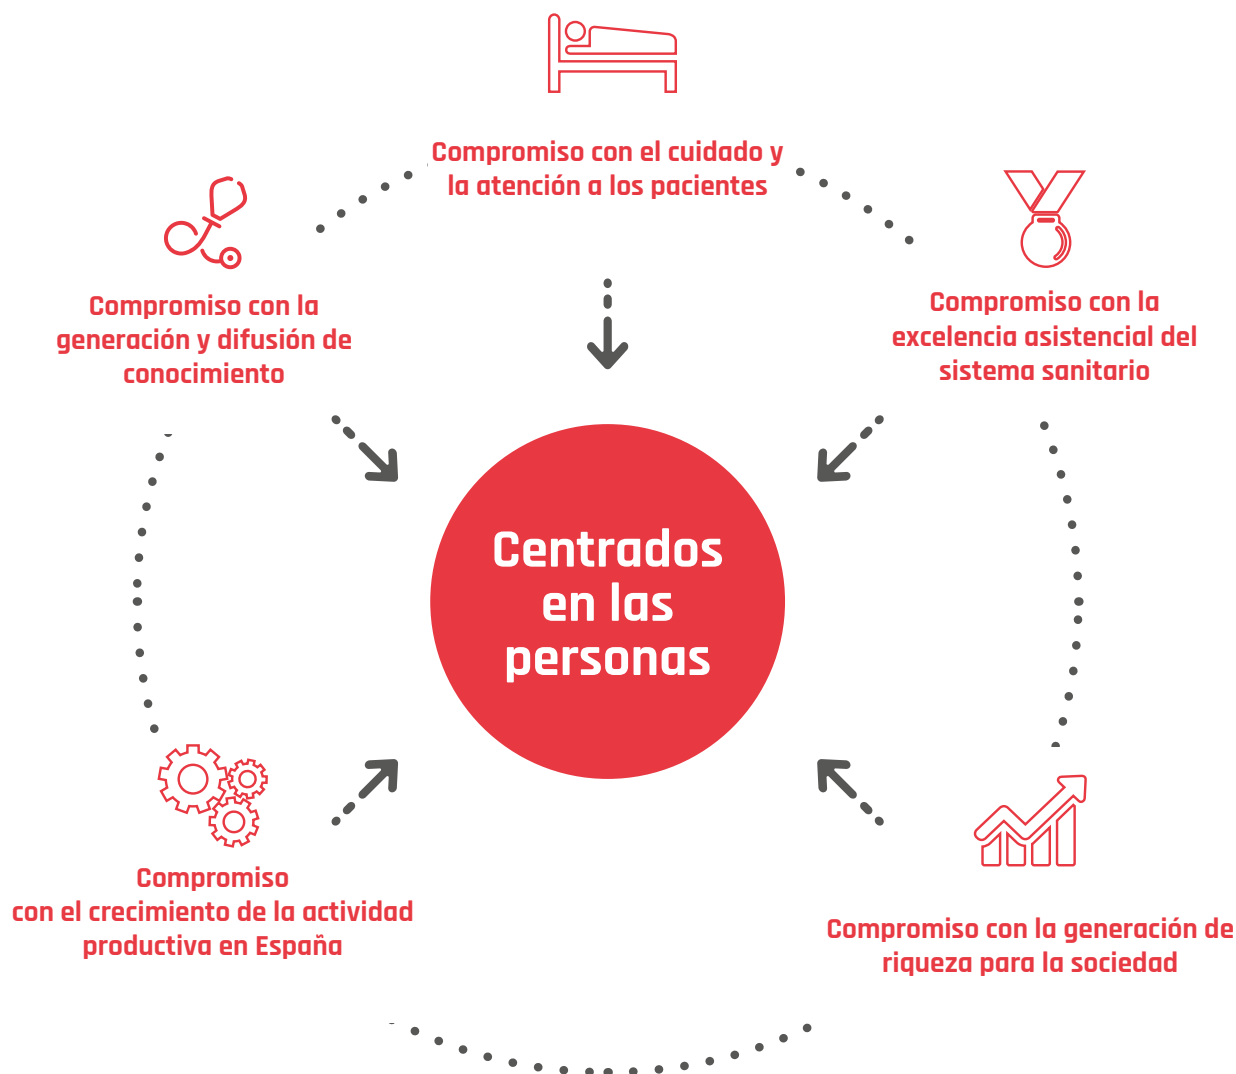 Compromiso con el cuidado y
la atención a los pacientes
Compromiso con la
generación y difusión de
conocimiento
Compromiso con la
excelencia asistencial del
sistema sanitario
Centrados
en las
personas
Compromiso
con el crecimiento de la actividad
productiva en España
Compromiso con la generación de
riqueza para la sociedad